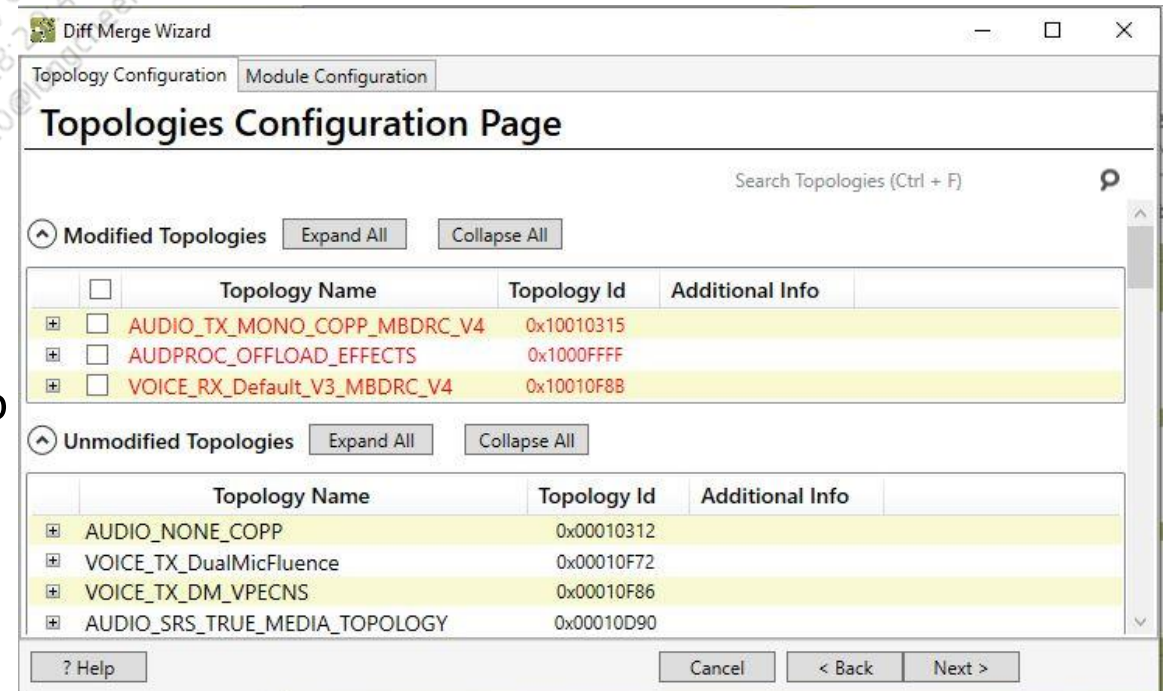 Diff Merge Wizard
Topology Configuration Module Configuration
Topologies Configuration Page
Search Topologies (Ctrl + F)
Modified Topologies Expand All Collapse All
Topology Name Topology Id Additional Info
AUDIO_TX_MONO_COPP_MBDRC_V4 0x10010315
AUDPROC_OFFLOAD_EFFECTS 0x1000FFFF
VOICE_RX_Default_V3_MBDRC_V4 0x10010F8B
Unmodified Topologies Expand All Collapse All
Topology Name Topology Id Additional Info
AUDIO_NONE_COPP 0x00010312
VOICE_TX_DualMicFluence 0x00010F72
VOICE_TX_DM_VPECNS 0x00010F86
AUDIO_SRS_TRUE_MEDIA_TOPOLOGY 0x00010D90
? Help Cancel < Back Next >